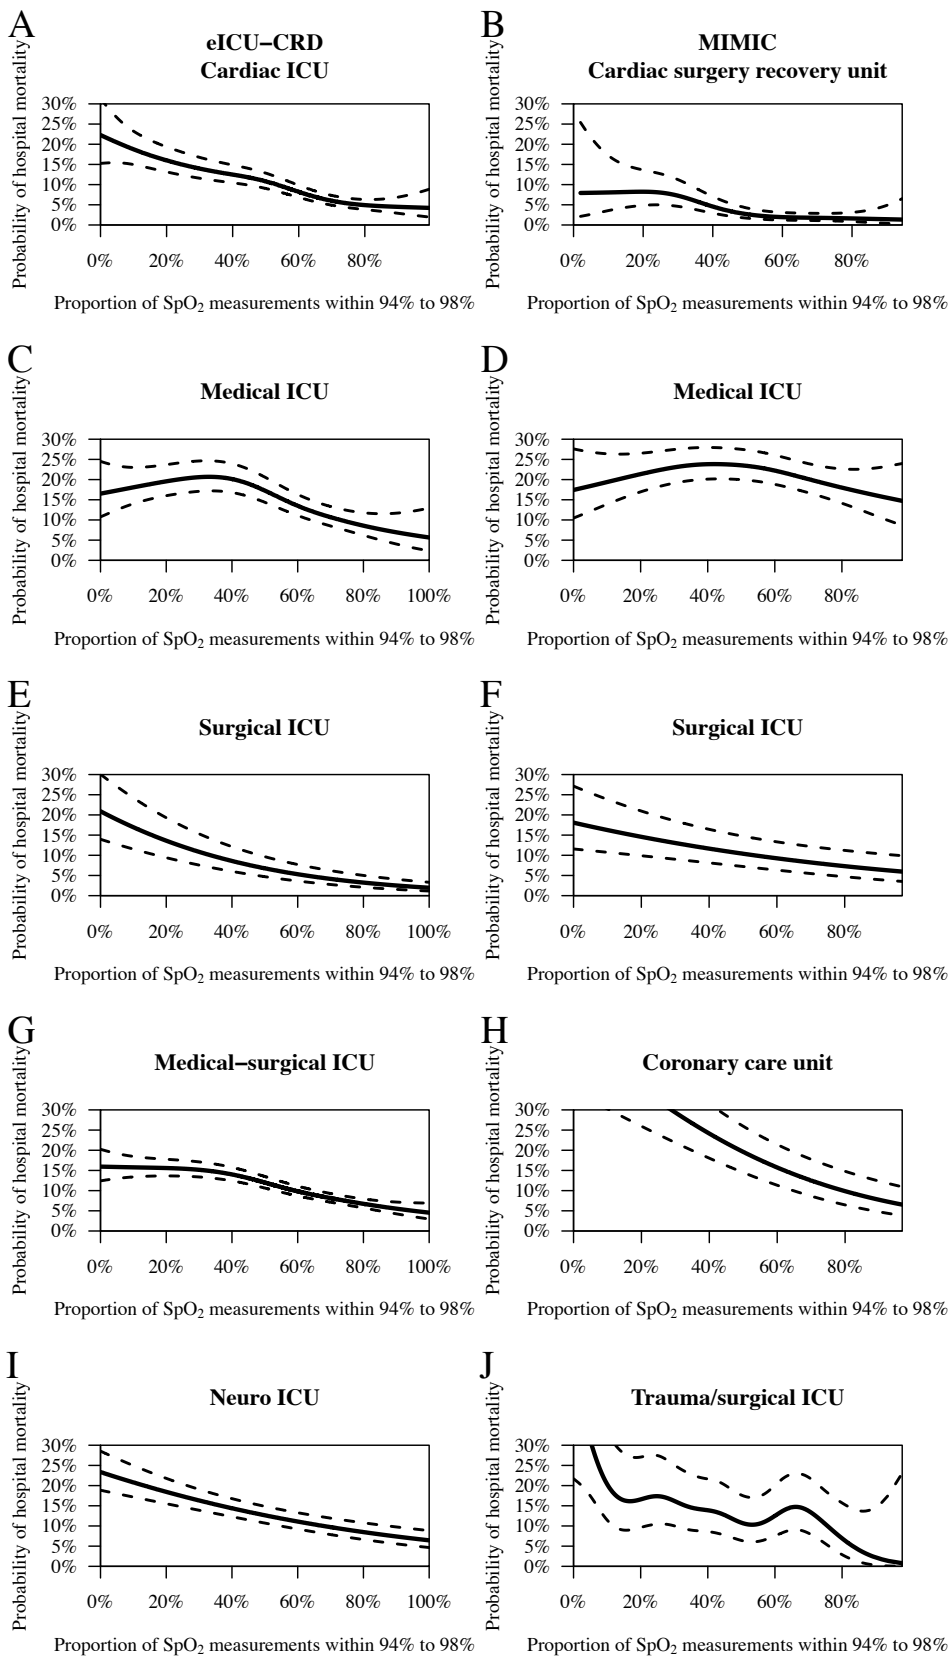 A
eICU−CRD
Cardiac ICU
Probability of hospital mortality
30%
25%
20%
15%
10%
5%
0%
0% 20% 40% 60% 80%
Proportion of SpO2 measurements within 94% to 98%
B
MIMIC
Cardiac surgery recovery unit
Probability of hospital mortality
30%
25%
20%
15%
10%
5%
0%
0% 20% 40% 60% 80%
Proportion of SpO2 measurements within 94% to 98%
C
Medical ICU
Probability of hospital mortality
30%
25%
20%
15%
10%
5%
0%
0% 20% 40% 60% 80% 100%
Proportion of SpO2 measurements within 94% to 98%
D
Medical ICU
Probability of hospital mortality
30%
25%
20%
15%
10%
5%
0%
0% 20% 40% 60% 80%
Proportion of SpO2 measurements within 94% to 98%
E
Surgical ICU
Probability of hospital mortality
30%
25%
20%
15%
10%
5%
0%
0% 20% 40% 60% 80% 100%
Proportion of SpO2 measurements within 94% to 98%
F
Surgical ICU
Probability of hospital mortality
30%
25%
20%
15%
10%
5%
0%
0% 20% 40% 60% 80%
Proportion of SpO2 measurements within 94% to 98%
G
Medical−surgical ICU
Probability of hospital mortality
30%
25%
20%
15%
10%
5%
0%
0% 20% 40% 60% 80% 100%
Proportion of SpO2 measurements within 94% to 98%
H
Coronary care unit
Probability of hospital mortality
30%
25%
20%
15%
10%
5%
0%
0% 20% 40% 60% 80%
Proportion of SpO2 measurements within 94% to 98%
I
Neuro ICU
Probability of hospital mortality
30%
25%
20%
15%
10%
5%
0%
0% 20% 40% 60% 80% 100%
Proportion of SpO2 measurements within 94% to 98%
J
Trauma/surgical ICU
Probability of hospital mortality
30%
25%
20%
15%
10%
5%
0%
0% 20% 40% 60% 80%
Proportion of SpO2 measurements within 94% to 98%